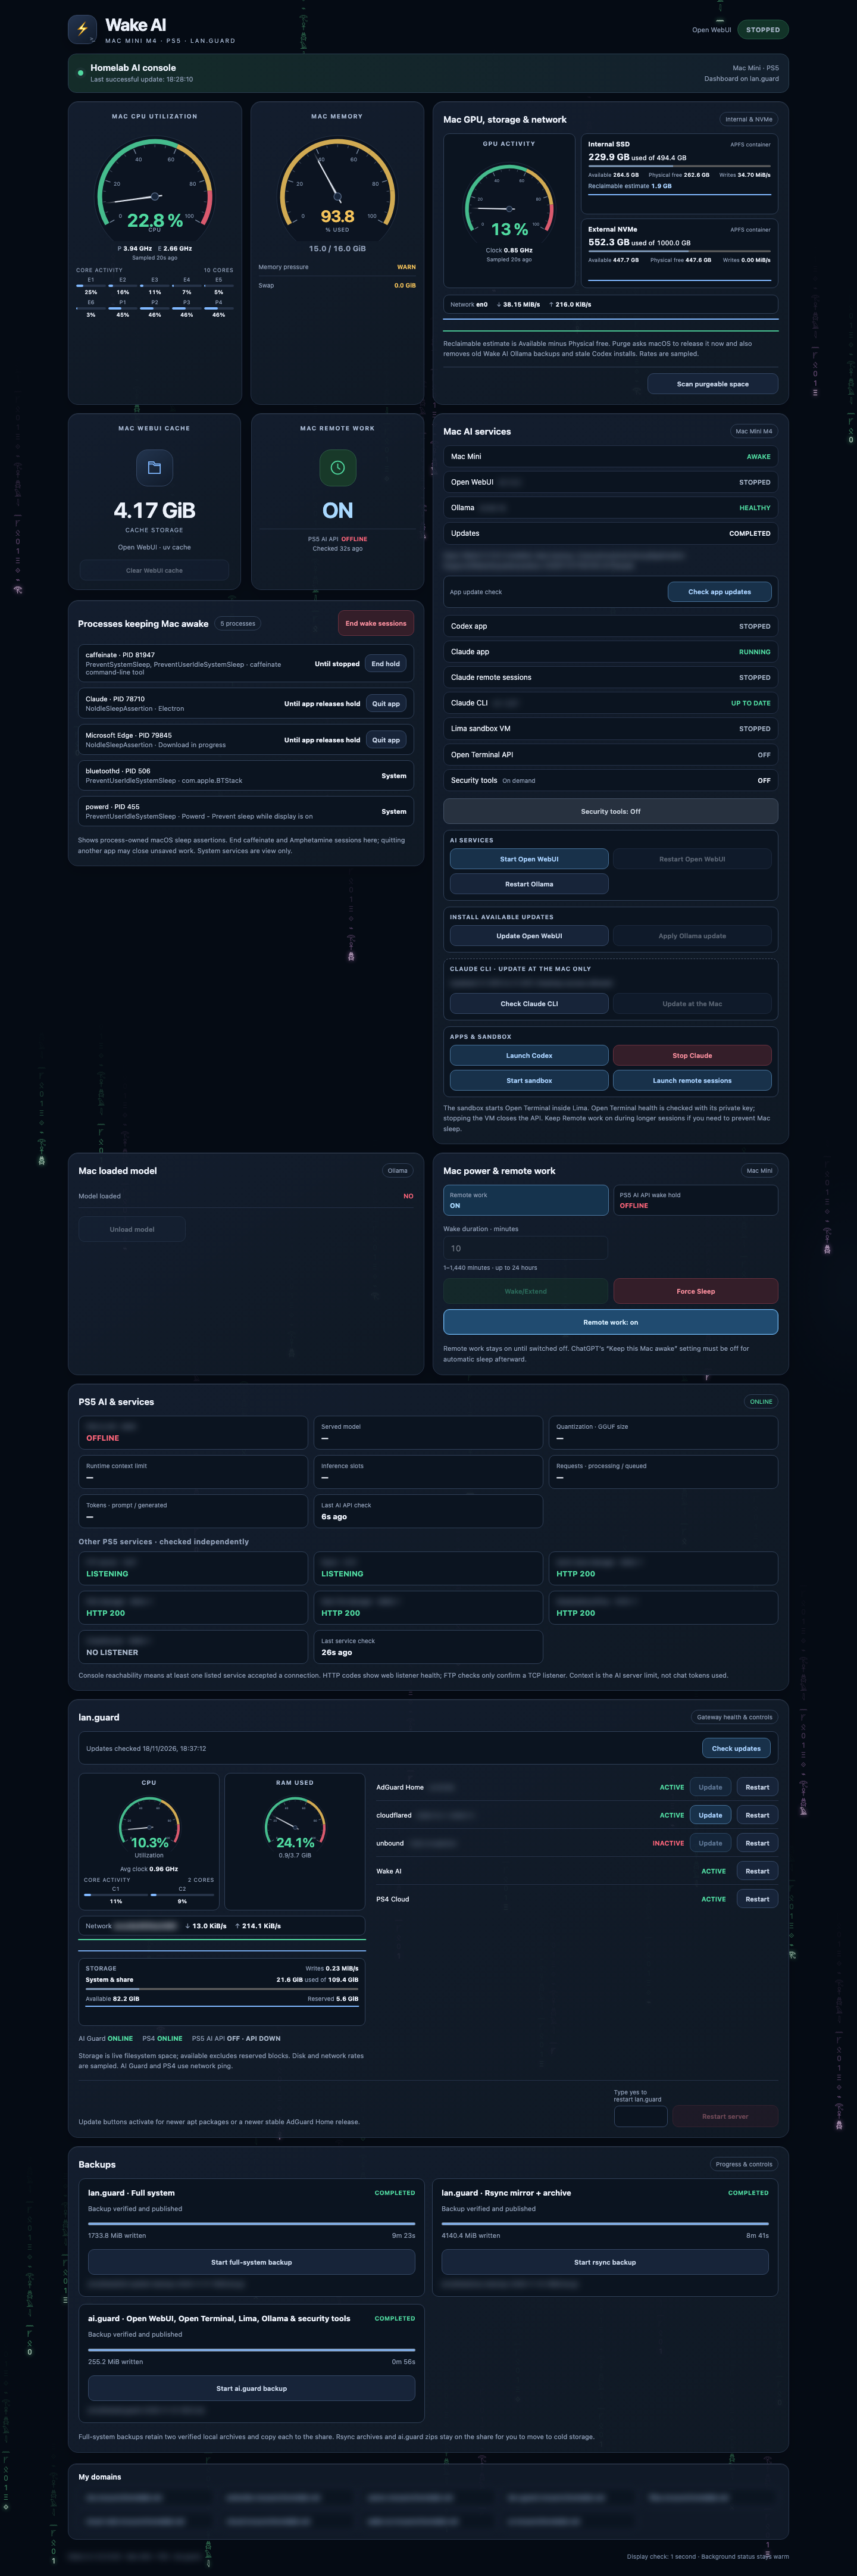 ⚡ Wake AI
MAC MINI M4 · PS5 · LAN.GUARD
Open WebUI STOPPED
Homelab AI console
Last successful update: 18:28:10
Mac Mini · PS5
Dashboard on lan.guard
MAC CPU UTILIZATION
0 20 40 60 80 100
22.8 %
CPU
P 3.94 GHz E 2.66 GHz
Sampled 20s ago
CORE ACTIVITY 10 CORES
E1 E2 E3 E4 E5
25% 16% 11% 7% 5%
E6 P1 P2 P3 P4
3% 45% 46% 46% 46%
MAC MEMORY
0 20 40 60 80 100
93.8
% USED
15.0 / 16.0 GiB
Memory pressure WARN
Swap 0.0 GiB
Mac GPU, storage & network
Internal & NVMe
GPU ACTIVITY
0 20 40 60 80 100
13 %
Clock 0.85 GHz
Sampled 20s ago
Internal SSD APFS container
229.9 GB used of 494.4 GB
Available 264.5 GB Physical free 262.6 GB Writes 34.70 MiB/s
Reclaimable estimate 1.9 GB
External NVMe APFS container
552.3 GB used of 1000.0 GB
Available 447.7 GB Physical free 447.6 GB Writes 0.00 MiB/s
Network en0 ↓ 38.15 MiB/s ↑ 216.0 KiB/s
Reclaimable estimate is Available minus Physical free. Purge asks macOS to release it now and also
removes old Wake AI Ollama backups and stale Codex installs. Rates are sampled.
Scan purgeable space
MAC WEBUI CACHE
4.17 GiB
CACHE STORAGE
Open WebUI · uv cache
Clear WebUI cache
MAC REMOTE WORK
ON
PS5 AI API OFFLINE
Checked 32s ago
Processes keeping Mac awake 5 processes End wake sessions
caffeinate · PID 81947
PreventSystemSleep, PreventUserIdleSystemSleep · caffeinate
command-line tool
Until stopped End hold
Claude · PID 78710
NoIdleSleepAssertion · Electron
Until app releases hold Quit app
Microsoft Edge · PID 79845
NoIdleSleepAssertion · Download in progress
Until app releases hold Quit app
bluetoothd · PID 506
PreventUserIdleSystemSleep · com.apple.BTStack
System
powerd · PID 455
PreventUserIdleSystemSleep · Powerd - Prevent sleep while display is on
System
Shows process-owned macOS sleep assertions. End caffeinate and Amphetamine sessions here; quitting
another app may close unsaved work. System services are view only.
Mac AI services Mac Mini M4
Mac Mini AWAKE
Open WebUI STOPPED
Ollama HEALTHY
Updates COMPLETED
App update check Check app updates
Codex app STOPPED
Claude app RUNNING
Claude remote sessions STOPPED
Claude CLI UP TO DATE
Lima sandbox VM STOPPED
Open Terminal API OFF
Security tools On demand OFF
Security tools: Off
AI SERVICES
Start Open WebUI Restart Open WebUI
Restart Ollama
INSTALL AVAILABLE UPDATES
Update Open WebUI Apply Ollama update
CLAUDE CLI · UPDATE AT THE MAC ONLY
Check Claude CLI Update at the Mac
APPS & SANDBOX
Launch Codex Stop Claude
Start sandbox Launch remote sessions
The sandbox starts Open Terminal inside Lima. Open Terminal health is checked with its private key;
stopping the VM closes the API. Keep Remote work on during longer sessions if you need to prevent Mac
sleep.
Mac loaded model Ollama
Model loaded NO
Unload model
Mac power & remote work Mac Mini
Remote work
ON
PS5 AI API wake hold
OFFLINE
Wake duration · minutes
10
1–1,440 minutes · up to 24 hours
Wake/Extend Force Sleep
Remote work: on
Remote work stays on until switched off. ChatGPT's "Keep this Mac awake" setting must be off for
automatic sleep afterward.
PS5 AI & services ONLINE
OFFLINE
Served model
—
Quantization · GGUF size
—
Runtime context limit
—
Inference slots
—
Requests · processing / queued
—
Tokens · prompt / generated
—
Last AI API check
6s ago
Other PS5 services · checked independently
LISTENING
LISTENING
HTTP 200
HTTP 200
HTTP 200
HTTP 200
NO LISTENER
Last service check
26s ago
Console reachability means at least one listed service accepted a connection. HTTP codes show web listener health; FTP checks only confirm a TCP listener. Context is the AI server limit, not chat tokens used.
lan.guard Gateway health & controls
Updates checked 18/11/2026, 18:37:12 Check updates
CPU
10.3%
Utilization
Avg clock 0.96 GHz
CORE ACTIVITY 2 CORES
C1 C2
11% 9%
RAM USED
24.1%
0.9/3.7 GiB
Network ↓ 13.0 KiB/s ↑ 214.1 KiB/s
STORAGE Writes 0.23 MiB/s
System & share 21.6 GiB used of 109.4 GiB
Available 82.2 GiB Reserved 5.6 GiB
AI Guard ONLINE PS4 ONLINE PS5 AI API OFF · API DOWN
Storage is live filesystem space; available excludes reserved blocks. Disk and network rates
are sampled. AI Guard and PS4 use network ping.
AdGuard Home ACTIVE Update Restart
cloudflared ACTIVE Update Restart
unbound INACTIVE Update Restart
Wake AI ACTIVE Restart
PS4 Cloud ACTIVE Restart
Update buttons activate for newer apt packages or a newer stable AdGuard Home release.
Type yes to
restart lan.guard
Restart server
Backups Progress & controls
lan.guard · Full system COMPLETED
Backup verified and published
1733.8 MiB written 9m 23s
Start full-system backup
lan.guard · Rsync mirror + archive COMPLETED
Backup verified and published
4140.4 MiB written 8m 41s
Start rsync backup
ai.guard · Open WebUI, Open Terminal, Lima, Ollama & security tools COMPLETED
Backup verified and published
255.2 MiB written 0m 56s
Start ai.guard backup
Full-system backups retain two verified local archives and copy each to the share. Rsync archives and ai.guard zips stay on the share for you to move to cold storage.
My domains
Display check: 1 second · Background status stays warm